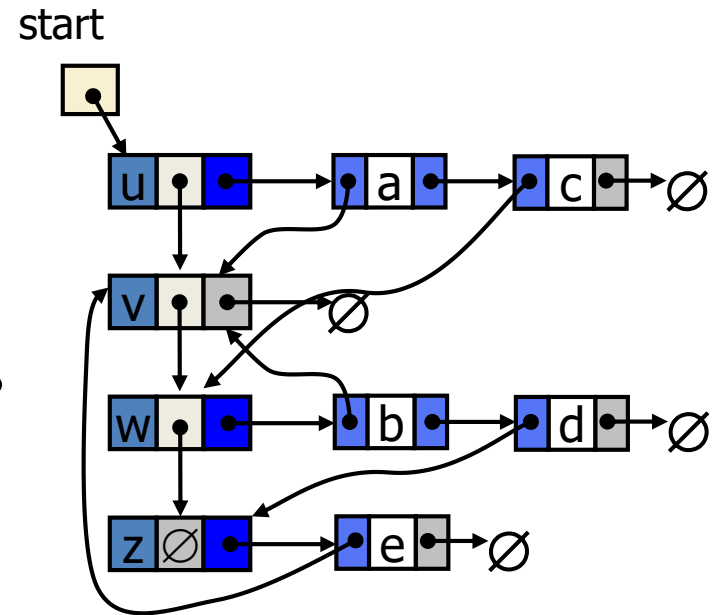 start
u a c ∅
v ∅
w b d ∅
z ∅ e ∅